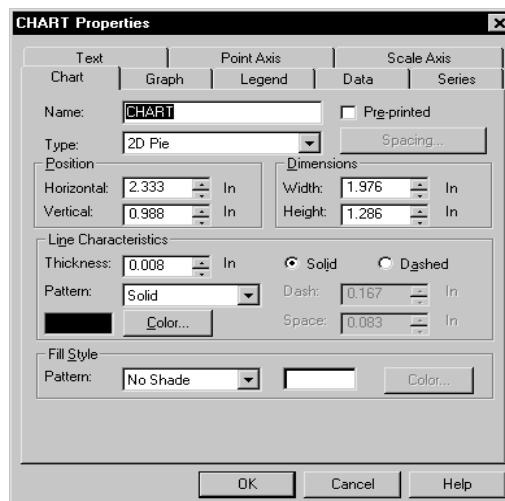 CHART Properties
Text Point Axis Scale Axis
Chart Graph Legend Data Series
Name: CHART Pre-printed
Type: 2D Pie Spacing...
Position Dimensions
Horizontal: 2.333 In Width: 1.976 In
Vertical: 0.988 In Height: 1.286 In
Line Characteristics
Thickness: 0.008 In Solid Dashed
Pattern: Solid Dash: 0.167 In
Color... Space: 0.083 In
Fill Style
Pattern: No Shade Color...
OK Cancel Help